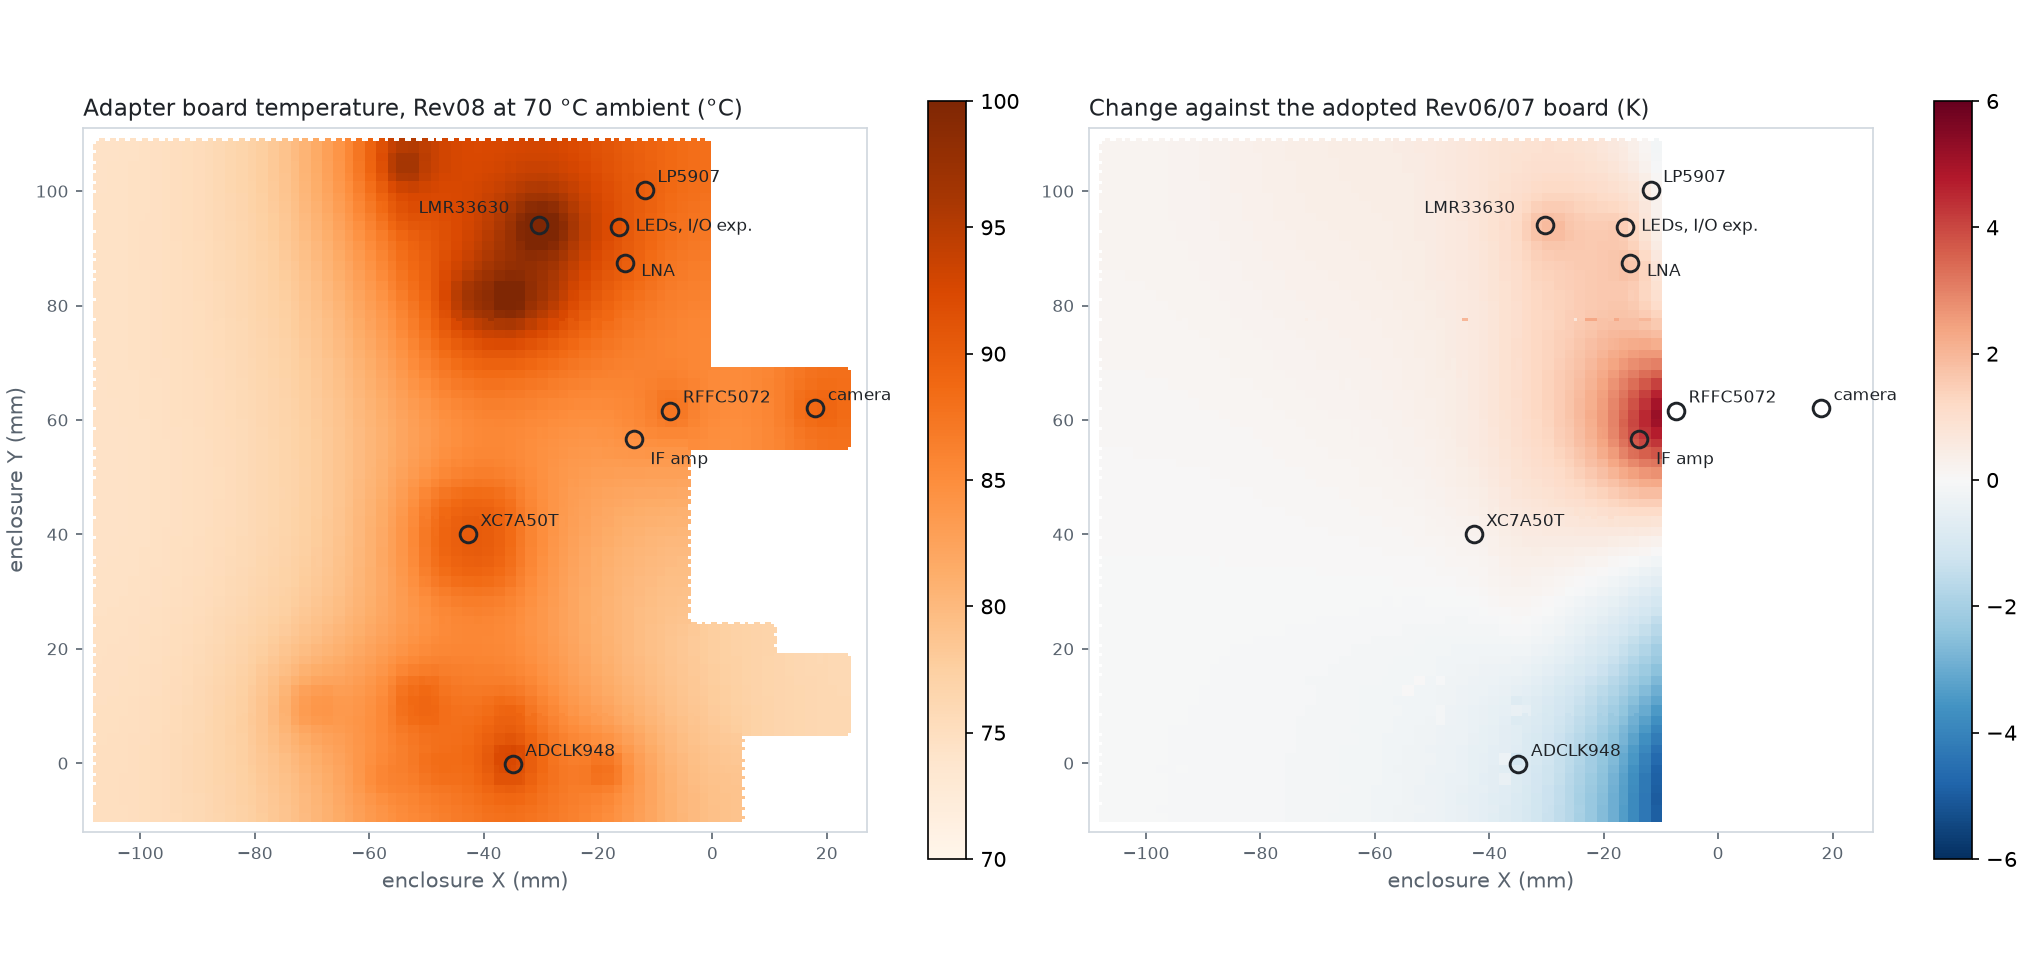 Adapter board temperature, Rev08 at 70 °C ambient (°C)
LP5907
LMR33630
LEDs, I/O exp.
LNA
RFFC5072
camera
IF amp
XC7A50T
ADCLK948
100
80
60
40
20
0
enclosure Y (mm)
−100
−80
−60
−40
−20
0
20
enclosure X (mm)
100
95
90
85
80
75
70
Change against the adopted Rev06/07 board (K)
LP5907
LMR33630
LEDs, I/O exp.
LNA
RFFC5072
camera
IF amp
XC7A50T
ADCLK948
100
80
60
40
20
0
−100
−80
−60
−40
−20
0
20
enclosure X (mm)
6
4
2
0
−2
−4
−6